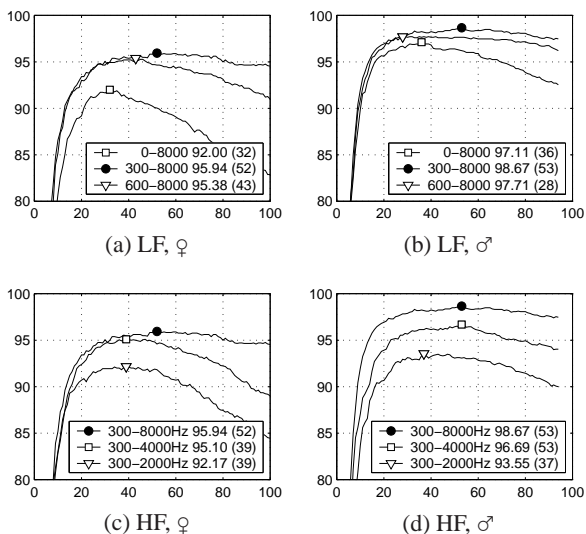 100
95
90
85
80
0 20 40 60 80 100
0−8000 92.00 (32)
300−8000 95.94 (52)
600−8000 95.38 (43)
(a) LF, ♀
100
95
90
85
80
0 20 40 60 80 100
0−8000 97.11 (36)
300−8000 98.67 (53)
600−8000 97.71 (28)
(b) LF, ♂
100
95
90
85
80
0 20 40 60 80 100
300−8000Hz 95.94 (52)
300−4000Hz 95.10 (39)
300−2000Hz 92.17 (39)
(c) HF, ♀
100
95
90
85
80
0 20 40 60 80 100
300−8000Hz 98.67 (53)
300−4000Hz 96.69 (53)
300−2000Hz 93.55 (37)
(d) HF, ♂